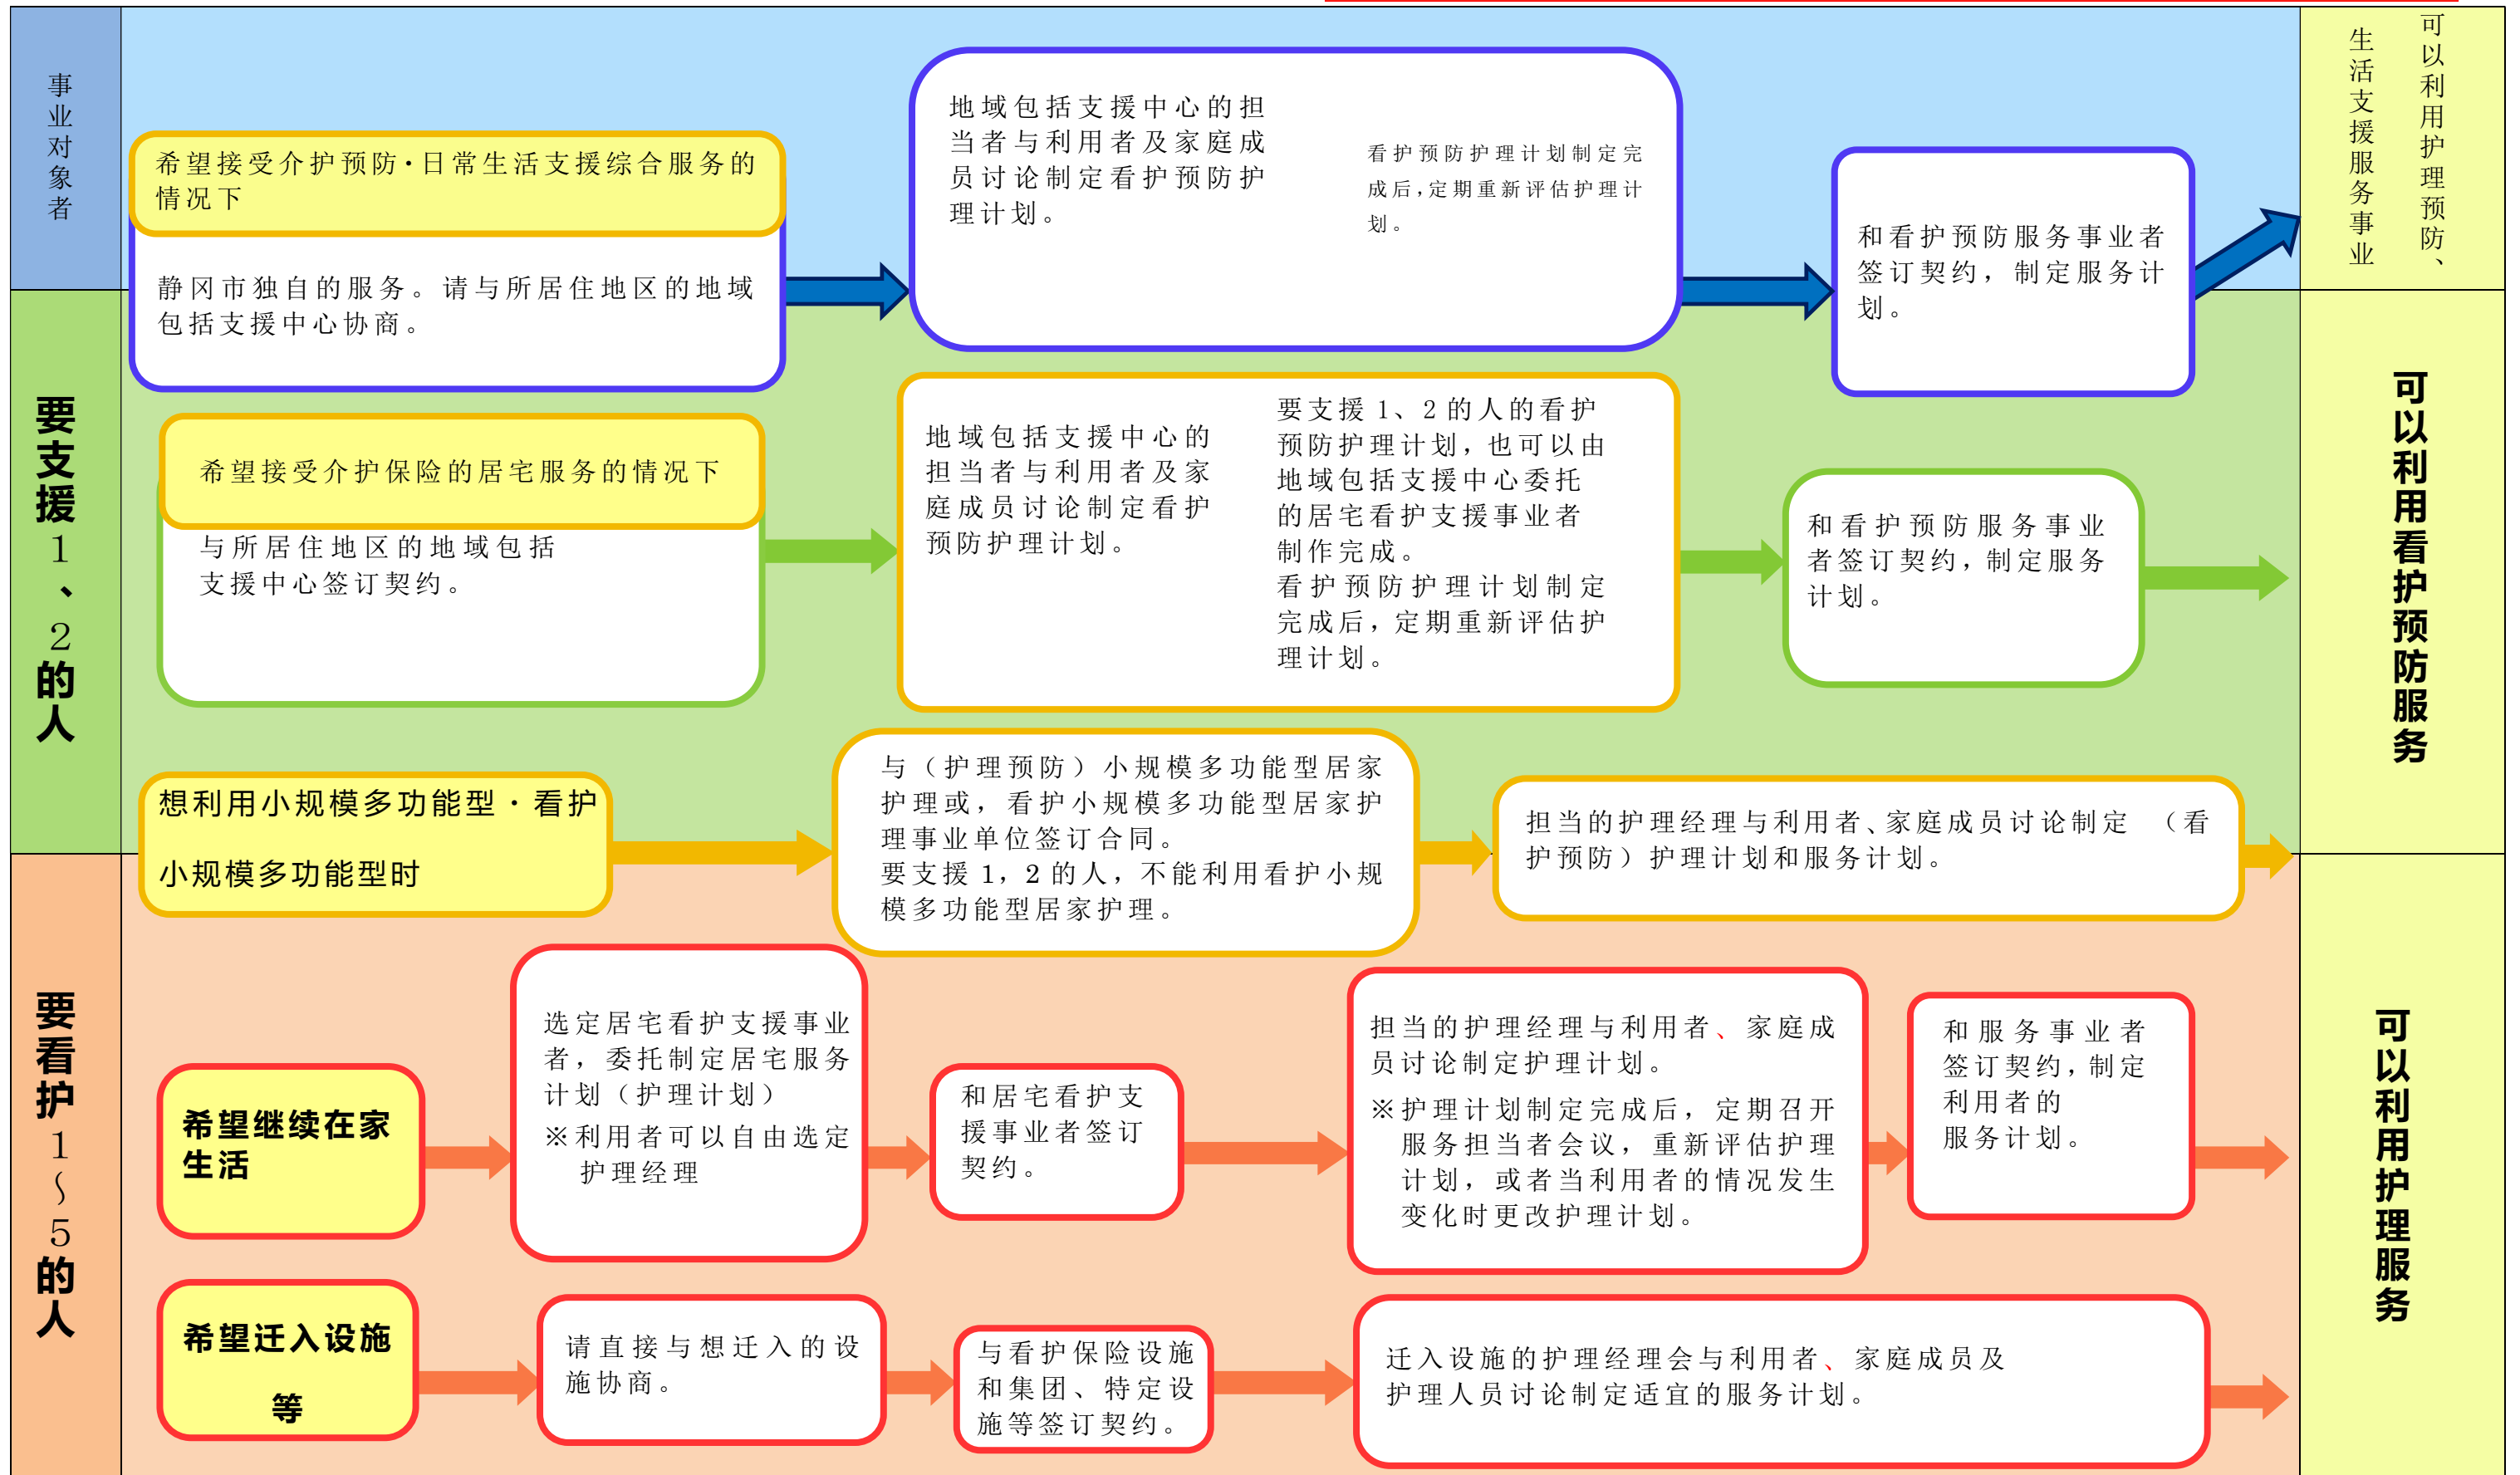 事业对象者
希望接受介护预防·日常生活支援综合服务的
情况下
静冈市独自的服务。请与所居住地区的地域
包括支援中心协商。
地域包括支援中心的担
当者与利用者及家庭成
员讨论制定看护预防护
理计划。
看护预防护理计划制定完
成后,定期重新评估护理计
划。
和看护预防服务事业者
签订契约，制定服务计
划。
可以利用护理预防、
生活支援服务事业
要支援1、2的人
希望接受介护保险的居宅服务的情况下
与所居住地区的地域包括
支援中心签订契约。
地域包括支援中心的
担当者与利用者及家
庭成员讨论制定看护
预防护理计划。
要支援 1、2 的人的看护
预防护理计划，也可以由
地域包括支援中心委托
的居宅看护支援事业者
制作完成。
看护预防护理计划制定
完成后，定期重新评估护
理计划。
和看护预防服务事业
者签订契约，制定服务
计划。
可以利用看护预防服务
想利用小规模多功能型·看护
小规模多功能型时
与（护理预防）小规模多功能型居家
护理或，看护小规模多功能型居家护
理事业单位签订合同。
要支援 1，2 的人，不能利用看护小规
模多功能型居家护理。
担当的护理经理与利用者、家庭成员讨论制定 （看
护预防）护理计划和服务计划。
要看护1～5的人
希望继续在家
生活
选定居宅看护支援事业
者，委托制定居宅服务
计划（护理计划）
※利用者可以自由选定
护理经理
和居宅看护支
援事业者签订
契约。
担当的护理经理与利用者、家庭成
员讨论制定护理计划。
※护理计划制定完成后，定期召开
服务担当者会议，重新评估护理
计划，或者当利用者的情况发生
变化时更改护理计划。
和服务事业者
签订契约，制定
利用者的
服务计划。
可以利用护理服务
希望迁入设施
等
请直接与想迁入的设
施协商。
与看护保险设施
和集团、特定设
施等签订契约。
迁入设施的护理经理会与利用者、家庭成员及
护理人员讨论制定适宜的服务计划。